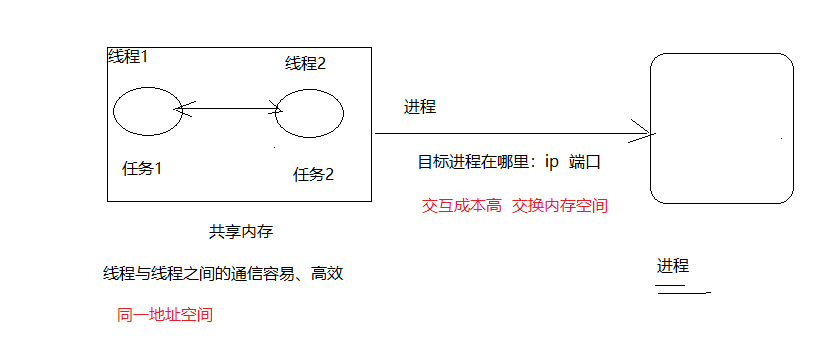 线程1
线程2
任务1
任务2
共享内存
线程与线程之间的通信容易、高效
同一地址空间
进程
目标进程在哪里：ip 端口
交互成本高 交换内存空间
进程